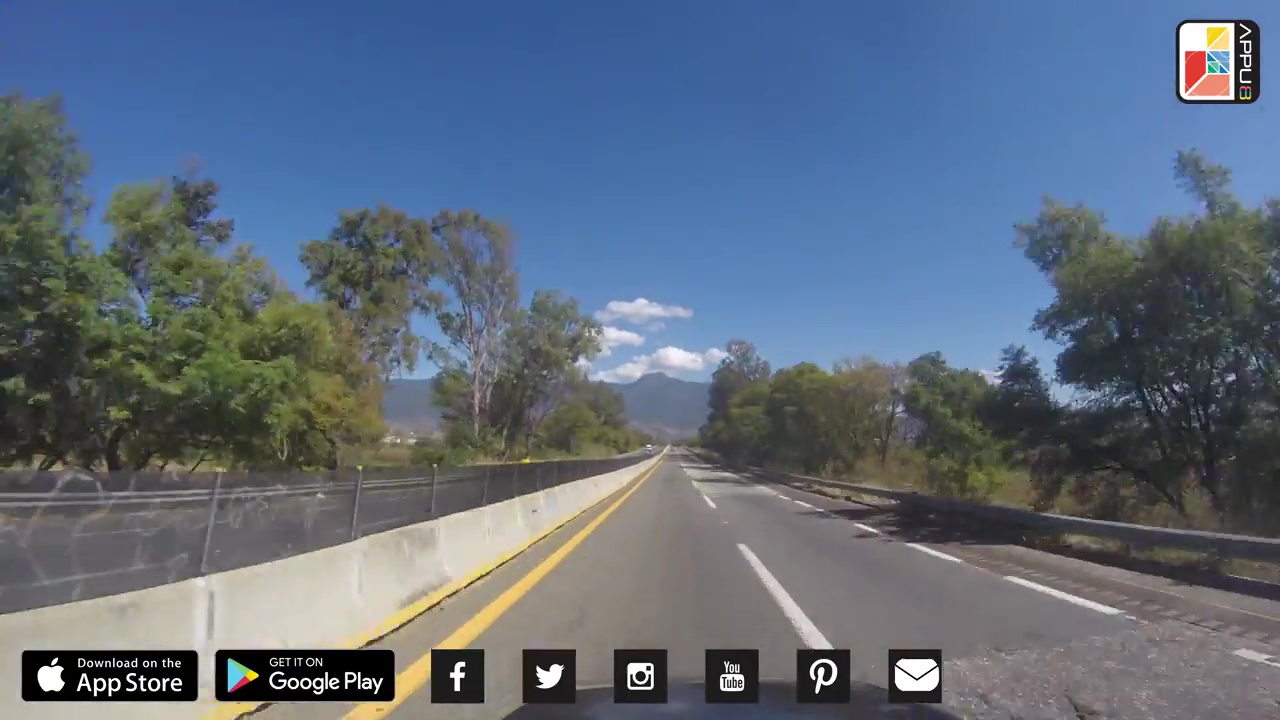 APPU8
Download on the
App Store
GET IT ON
Google Play
You
Tube